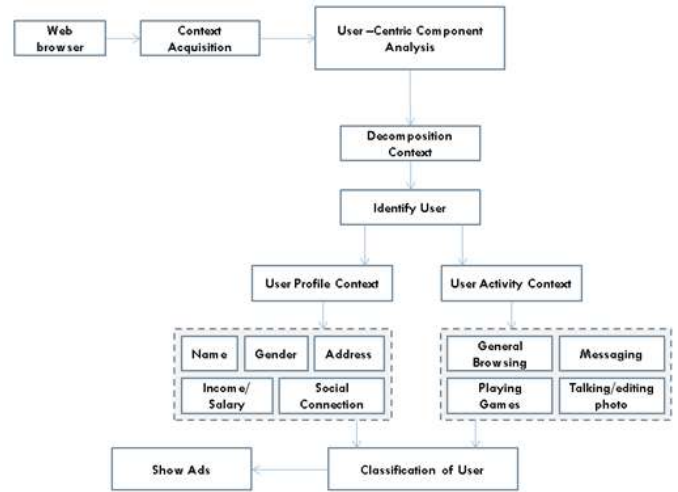 Web
browser
Context
Acquisition
User –Centric Component
Analysis
Decomposition
Context
Identify User
User Profile Context
User Activity Context
Name
Gender
Address
Income/
Salary
Social
Connection
General
Browsing
Messaging
Playing
Games
Talking/editing
photo
Show Ads
Classification of User